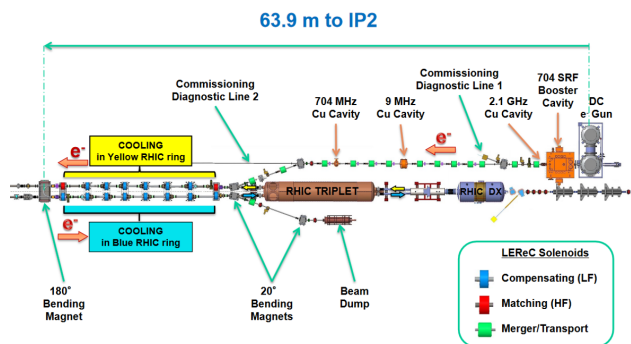 63.9 m to IP2
Commissioning
Diagnostic Line 2
704 MHz
Cu Cavity
9 MHz
Cu Cavity
Commissioning
Diagnostic Line 1
2.1 GHz
Cu Cavity
704 SRF
Booster
Cavity
DC
e⁻ Gun
e⁻
e⁻
COOLING
in Yellow RHIC ring
RHIC TRIPLET
RHIC DX
e⁻
COOLING
in Blue RHIC ring
180°
Bending
Magnet
20°
Bending
Magnets
Beam
Dump
LEReC Solenoids
Compensating (LF)
Matching (HF)
Merger/Transport